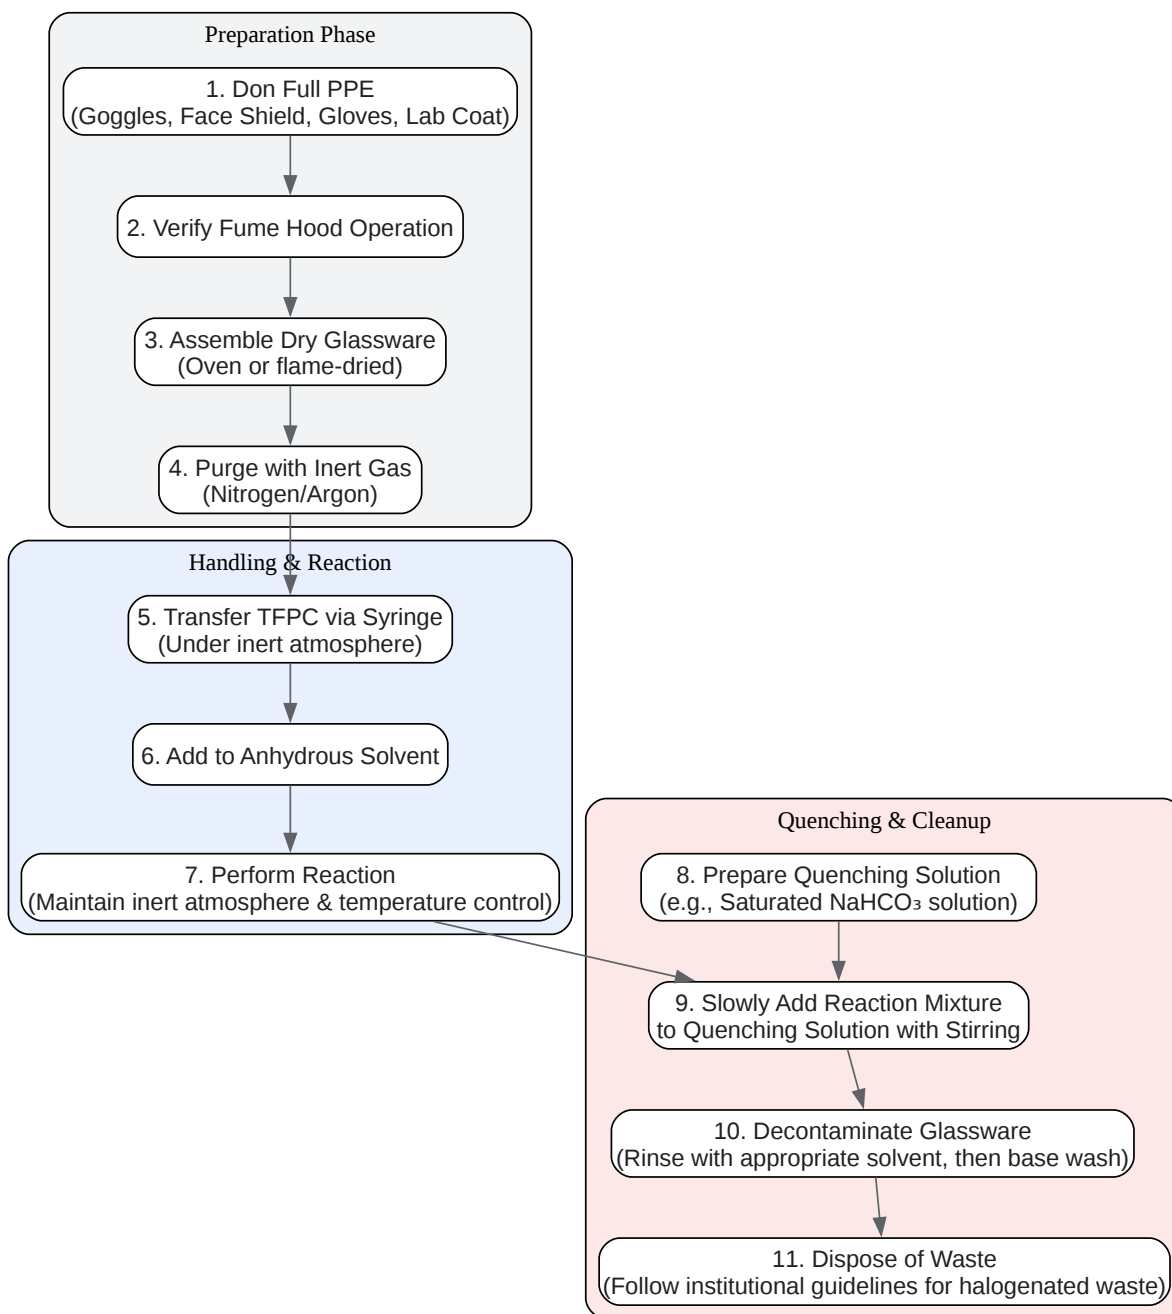 Preparation Phase
1. Don Full PPE
(Goggles, Face Shield, Gloves, Lab Coat)
2. Verify Fume Hood Operation
3. Assemble Dry Glassware
(Oven or flame-dried)
4. Purge with Inert Gas
(Nitrogen/Argon)
Handling & Reaction
5. Transfer TFPC via Syringe
(Under inert atmosphere)
6. Add to Anhydrous Solvent
7. Perform Reaction
(Maintain inert atmosphere & temperature control)
Quenching & Cleanup
8. Prepare Quenching Solution
(e.g., Saturated NaHCO₃ solution)
9. Slowly Add Reaction Mixture
to Quenching Solution with Stirring
10. Decontaminate Glassware
(Rinse with appropriate solvent, then base wash)
11. Dispose of Waste
(Follow institutional guidelines for halogenated waste)